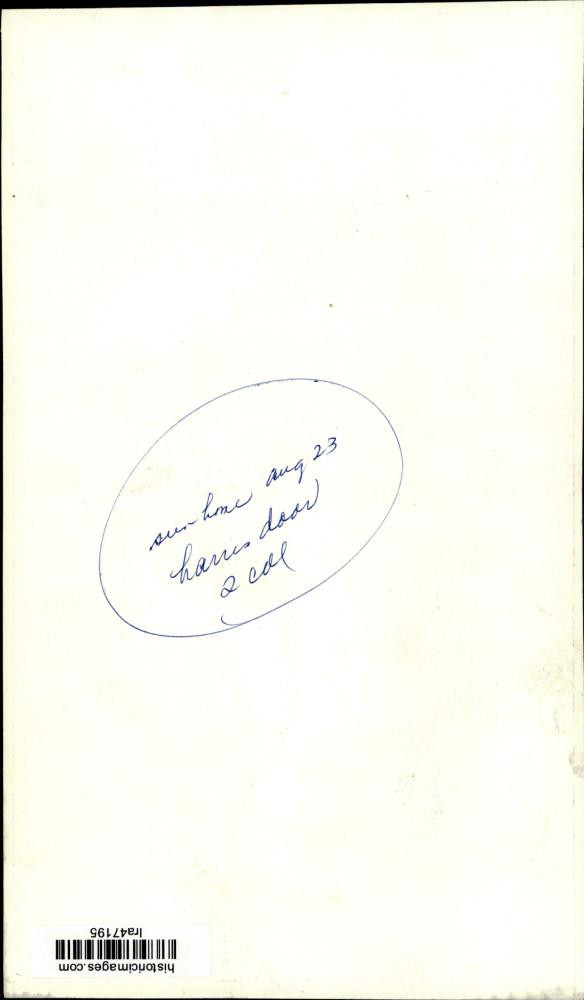 sun home aug 23
harris door
2 col
historicimages.com
lra47195